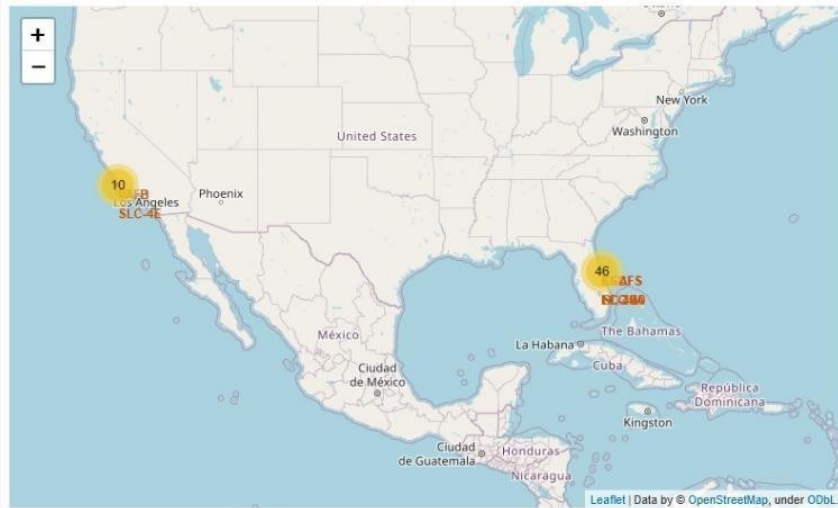 Ottawa
+
−
New York
Washington
United States
10
Phoenix
Los Angeles
SLC-4E
46
The Bahamas
La Habana
México
Cuba
Ciudad
de México
República
Dominicana
Kingston
Ciudad
de Guatemala
Honduras
Nicaragua
Leaflet | Data by © OpenStreetMap, under ODbL.